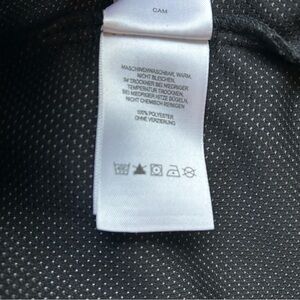 CAM
MASCHINENWASCHBAR, WARM.
NICHT BLEICHEN.
IM TROCKNER BEI NIEDRIGER
TEMPERATUR TROCKNEN.
BEI NIEDRIGER HITZE BÜGELN.
NICHT CHEMISCH REINIGEN
100% POLYESTER
OHNE VERZIERUNG